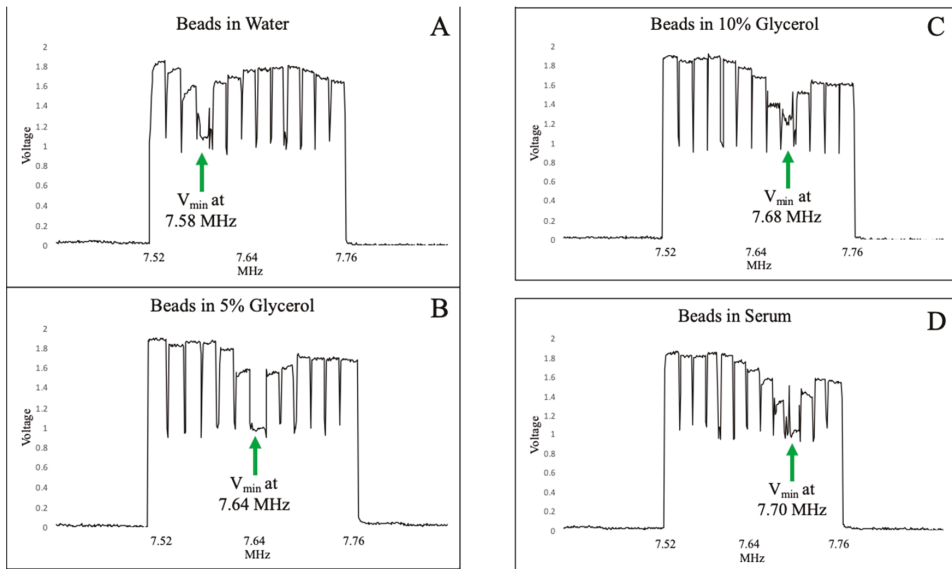 Beads in Water
A
2
1.8
1.6
1.4
1.2
1
0.8
0.6
0.4
0.2
0
Voltage
Vmin at
7.58 MHz
7.52
7.64
7.76
MHz
Beads in 5% Glycerol
B
2
1.8
1.6
1.4
1.2
1
0.8
0.6
0.4
0.2
0
Voltage
Vmin at
7.64 MHz
7.52
7.64
7.76
MHz
Beads in 10% Glycerol
C
2
1.8
1.6
1.4
1.2
1
0.8
0.6
0.4
0.2
0
Voltage
Vmin at
7.68 MHz
7.52
7.64
7.76
MHz
Beads in Serum
D
2
1.8
1.6
1.4
1.2
1
0.8
0.6
0.4
0.2
0
Voltage
Vmin at
7.70 MHz
7.52
7.64
7.76
MHz